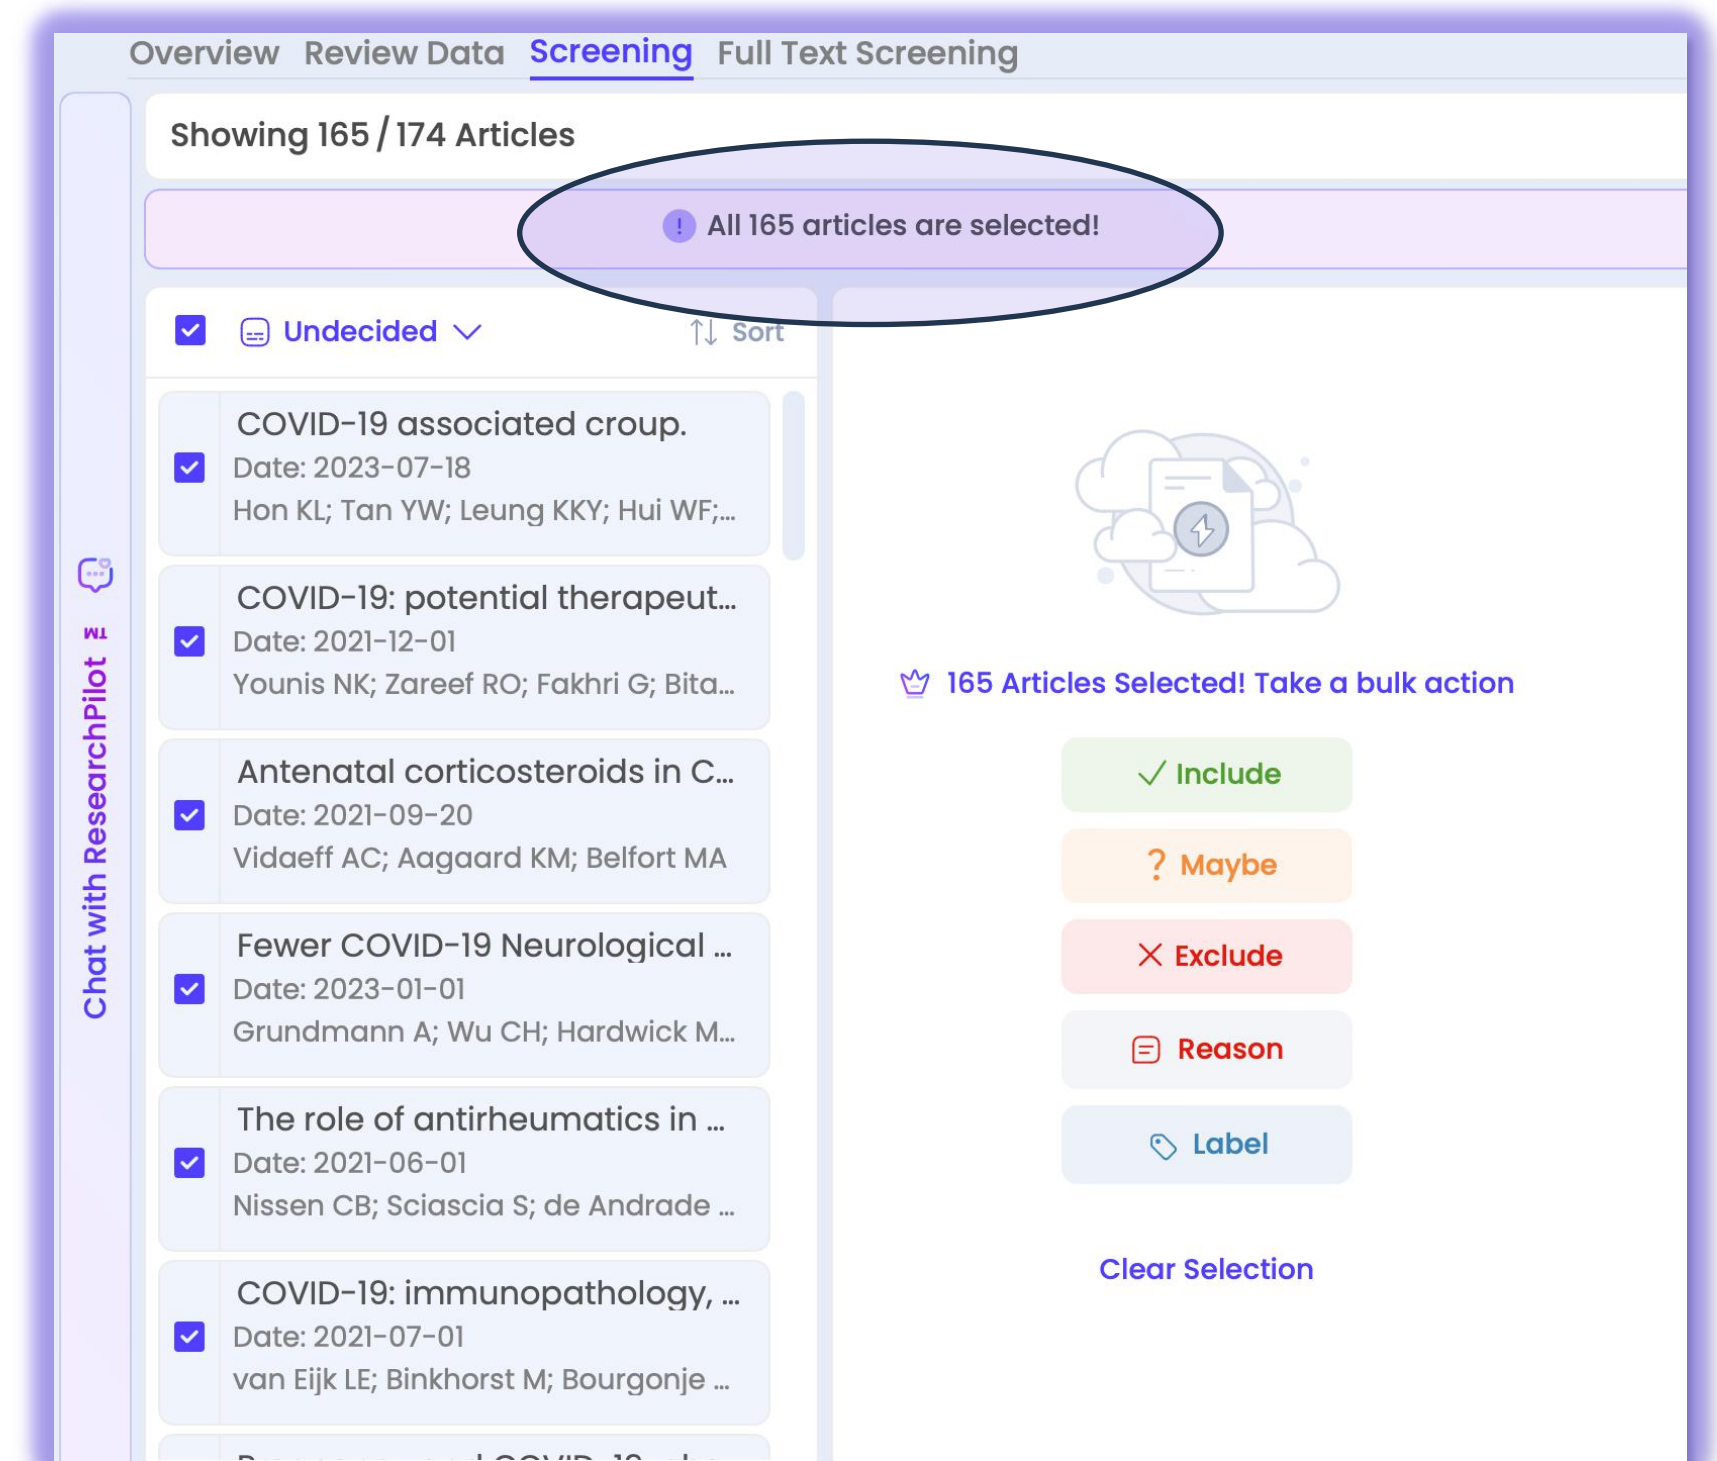 Overview Review Data Screening Full Text Screening
Showing 165 / 174 Articles
! All 165 articles are selected!
Undecided
Sort
COVID-19 associated croup.
Date: 2023-07-18
Hon KL; Tan YW; Leung KKY; Hui WF;...
COVID-19: potential therapeut...
Date: 2021-12-01
Younis NK; Zareef RO; Fakhri G; Bita...
Antenatal corticosteroids in C...
Date: 2021-09-20
Vidaeff AC; Aagaard KM; Belfort MA
Fewer COVID-19 Neurological ...
Date: 2023-01-01
Grundmann A; Wu CH; Hardwick M...
The role of antirheumatics in ...
Date: 2021-06-01
Nissen CB; Sciascia S; de Andrade ...
COVID-19: immunopathology, ...
Date: 2021-07-01
van Eijk LE; Binkhorst M; Bourgonje ...
Chat with ResearchPilot TM
165 Articles Selected! Take a bulk action
Include
? Maybe
Exclude
Reason
Label
Clear Selection